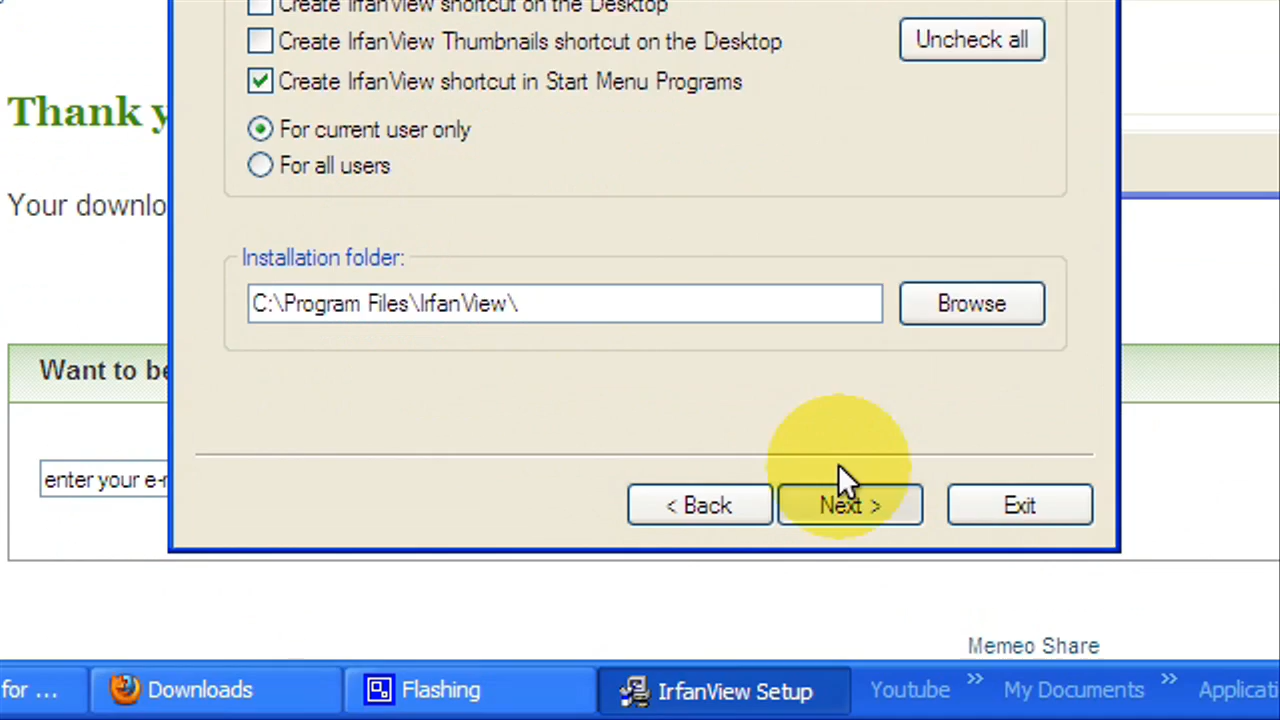 Create IrfanView shortcut on the Desktop
Create IrfanView Thumbnails shortcut on the Desktop
Uncheck all
Create IrfanView shortcut in Start Menu Programs
Thank y
For current user only
For all users
Your downlo
Installation folder:
C:\Program Files\IrfanView\
Browse
Want to be
enter your e-m
< Back
Next >
Exit
Memeo Share
for ...
Downloads
Flashing
IrfanView Setup
Youtube
»
My Documents
»
Applicati